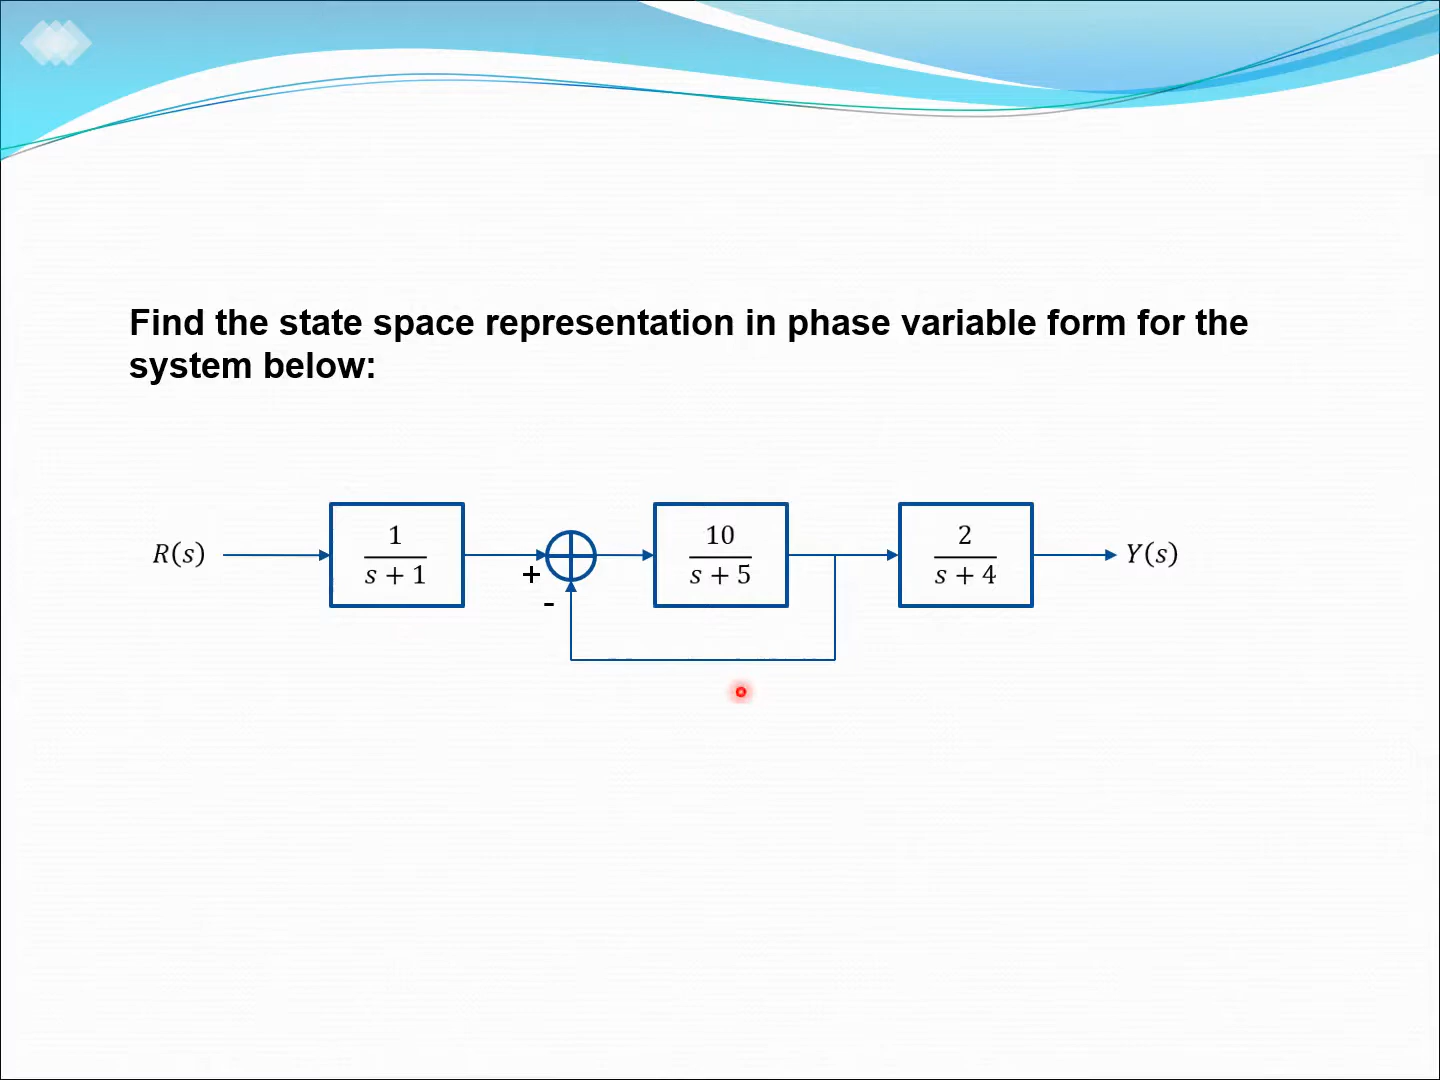 Find the state space representation in phase variable form for the
system below:
R(s)
1
s + 1
+
-
10
s + 5
2
s + 4
Y(s)